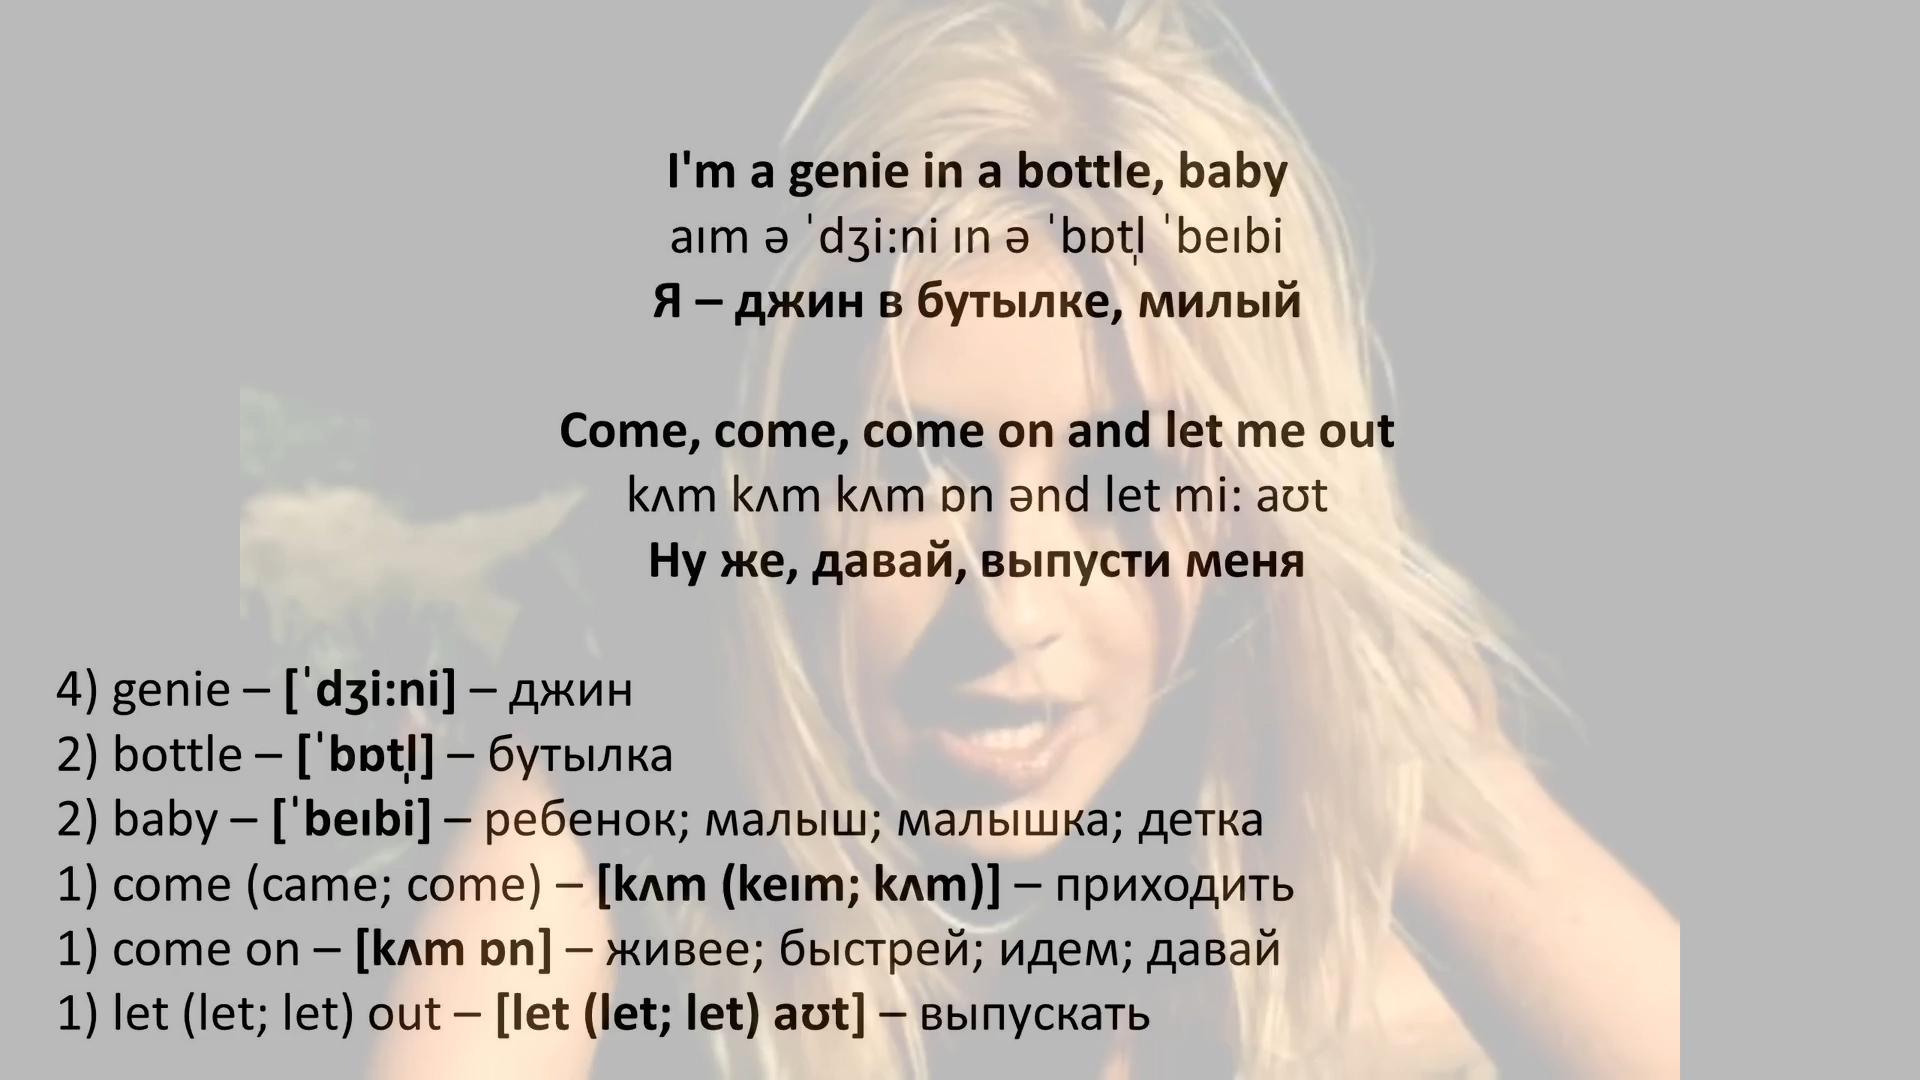 I'm a genie in a bottle, baby
aɪm ə ˈdʒi:ni ɪn ə ˈbɒtl̩ ˈbeɪbi
Я – джин в бутылке, милый
Come, come, come on and let me out
kʌm kʌm kʌm ɒn ənd let mi: aʊt
Ну же, давай, выпусти меня
4) genie – [ˈdʒi:ni] – джин
2) bottle – [ˈbɒtl̩] – бутылка
2) baby – [ˈbeɪbi] – ребенок; малыш; малышка; детка
1) come (came; come) – [kʌm (keɪm; kʌm)] – приходить
1) come on – [kʌm ɒn] – живее; быстрей; идем; давай
1) let (let; let) out – [let (let; let) aʊt] – выпускать